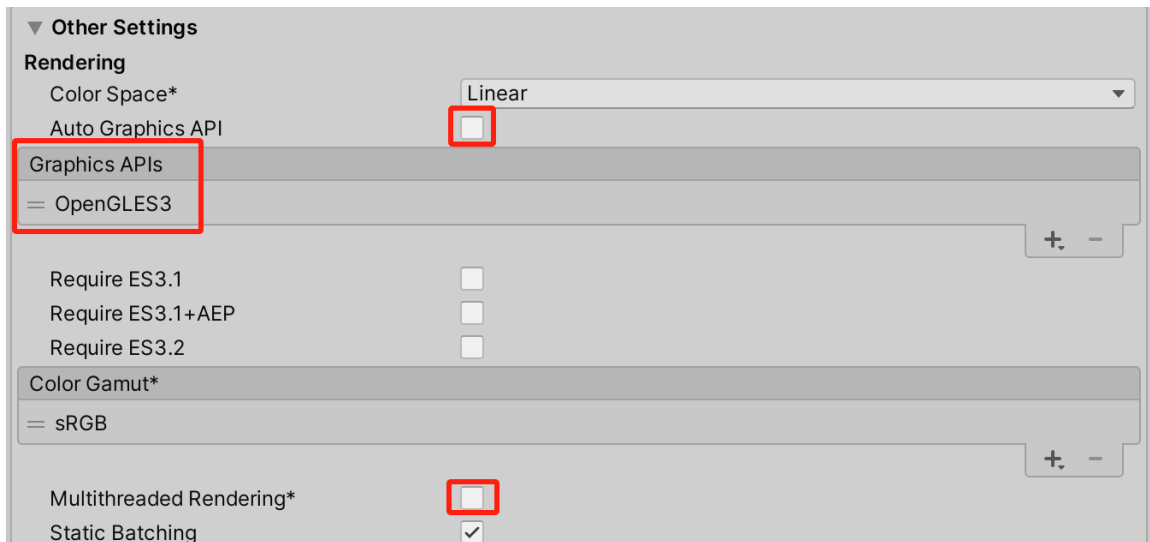 Other Settings
Rendering
Color Space* Linear
Auto Graphics API
Graphics APIs
OpenGLES3
Require ES3.1
Require ES3.1+AEP
Require ES3.2
Color Gamut*
sRGB
Multithreaded Rendering*
Static Batching